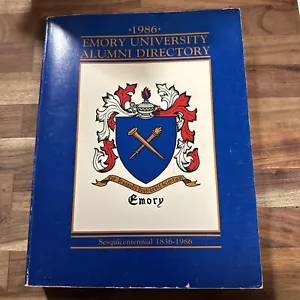 ·1986·
EMORY UNIVERSITY
ALUMNI DIRECTORY
Emory
Sesquicentennial 1836-1986